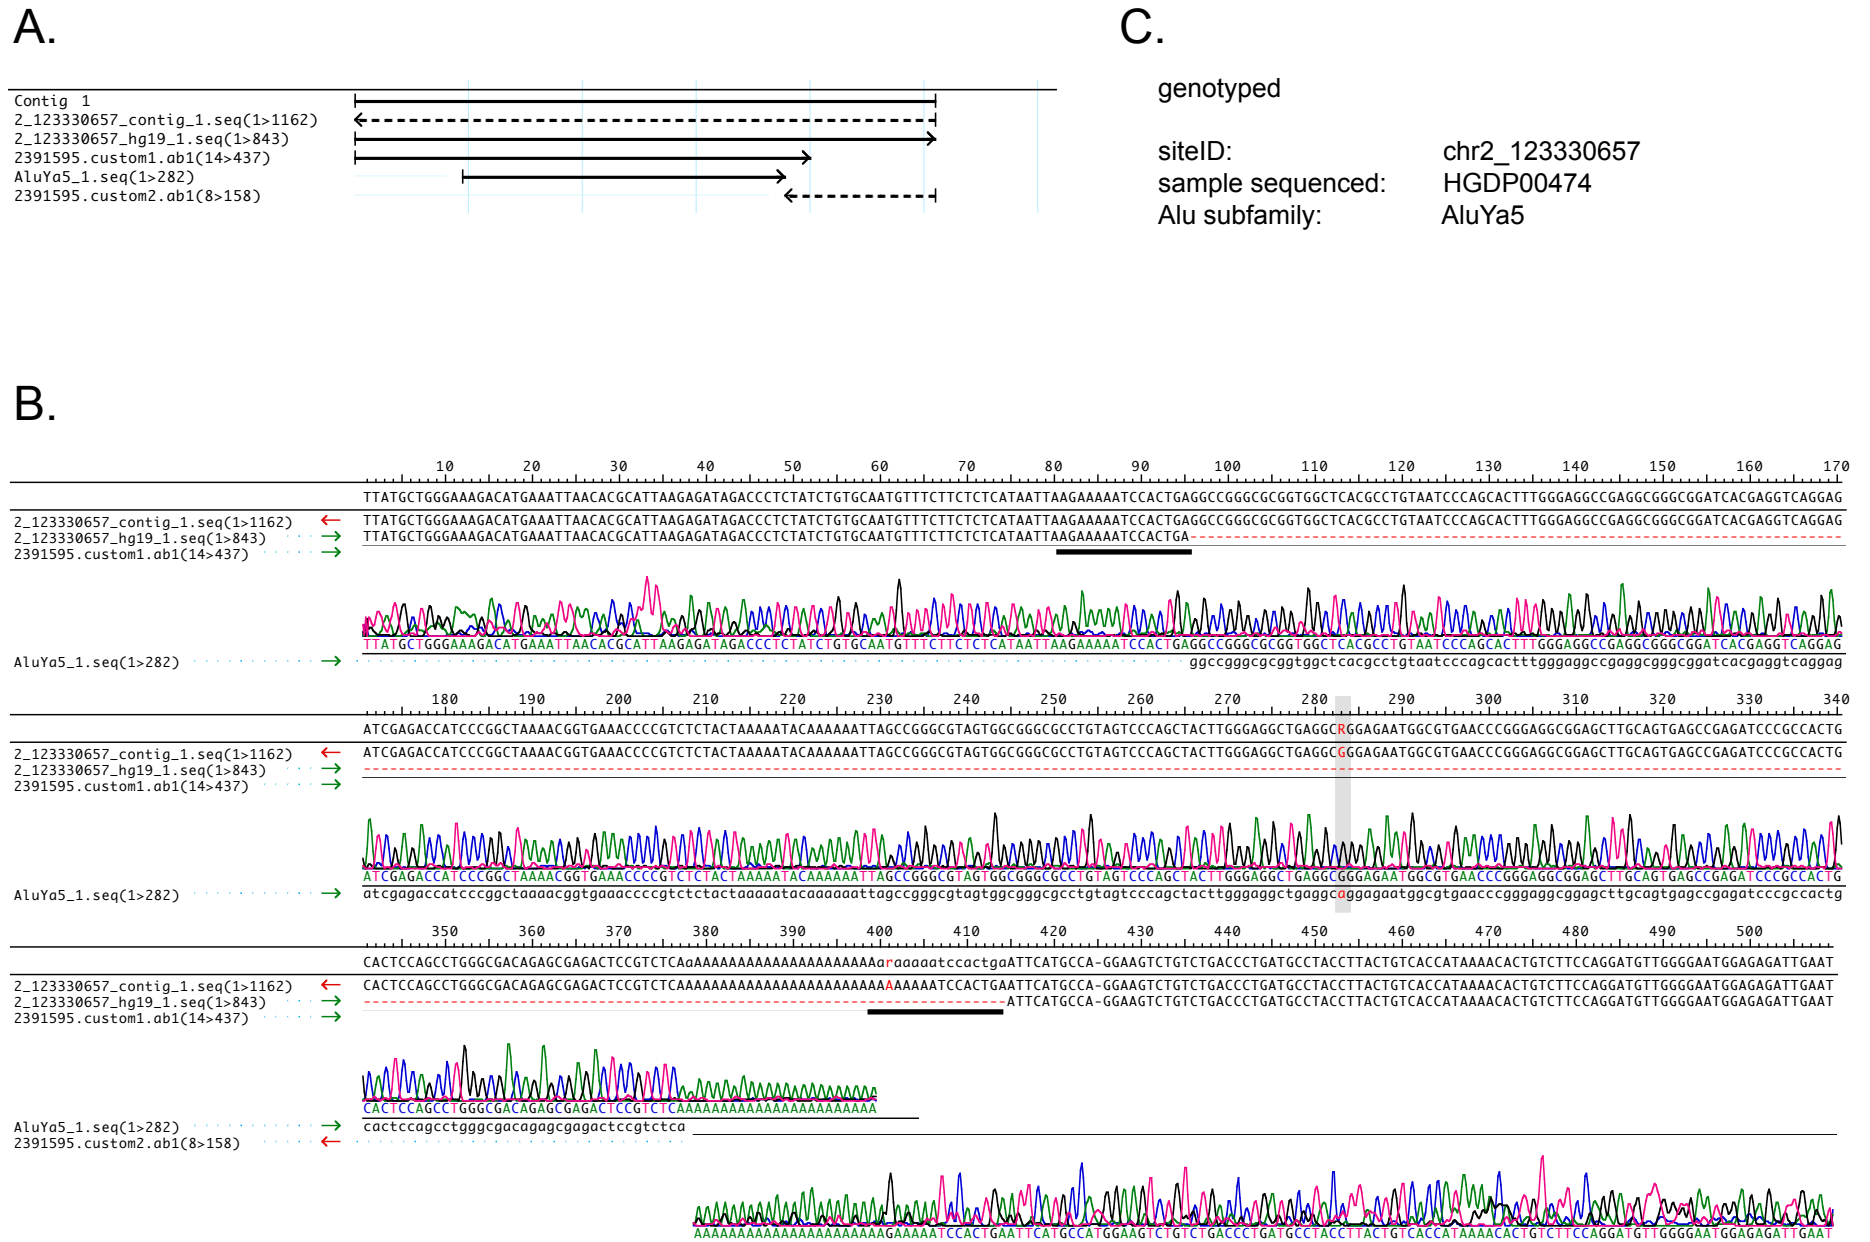 A.
Contig 1
2_123330657_contig_1.seq(1>1162)
2_123330657_hg19_1.seq(1>843)
2391595.custom1.ab1(14>437)
AluYa5_1.seq(1>282)
2391595.custom2.ab1(8>158)
C.
genotyped
siteID: chr2_123330657
sample sequenced: HGDP00474
Alu subfamily: AluYa5
B.
10 20 30 40 50 60 70 80 90 100 110 120 130 140 150 160 170
TTATGCTGGGAAAGACATGAAATTAACACGCATTAAGAGATAGACCCTCTATCTGTGCAATGTTTCTTCTCTCATAATTAAGAAAAATCCACTGAGGCCGGGCGCGGTGGCTCACGCCTGTAATCCCAGCACTTTGGGAGGCCGAGGCGGGCGGATCACGAGGTCAGGAG
2_123330657_contig_1.seq(1>1162) TTATGCTGGGAAAGACATGAAATTAACACGCATTAAGAGATAGACCCTCTATCTGTGCAATGTTTCTTCTCTCATAATTAAGAAAAATCCACTGAGGCCGGGCGCGGTGGCTCACGCCTGTAATCCCAGCACTTTGGGAGGCCGAGGCGGGCGGATCACGAGGTCAGGAG
2_123330657_hg19_1.seq(1>843) TTATGCTGGGAAAGACATGAAATTAACACGCATTAAGAGATAGACCCTCTATCTGTGCAATGTTTCTTCTCTCATAATTAAGAAAAATCCACTGA
2391595.custom1.ab1(14>437)
TTATGCTGGGAAAGACATGAAATTAACACGCATTAAGAGATAGACCCTCTATCTGTGCAATGTTTCTTCTCTCATAATTAAGAAAAATCCACTGAGGCCGGGCGCGGTGGCTCACGCCTGTAATCCCAGCACTTTGGGAGGCCGAGGCGGGCGGATCACGAGGTCAGGAG
AluYa5_1.seq(1>282) ggccgggcgcggtggctcacgcctgtaatcccagcactttgggaggccgaggcgggcggatcacgaggtcaggag
180 190 200 210 220 230 240 250 260 270 280 290 300 310 320 330 340
ATCGAGACCATCCCGGCTAAAACGGTGAAACCCCGTCTCTACTAAAAATACAAAAAATTAGCCGGGCGTAGTGGCGGGCGCCTGTAGTCCCAGCTACTTGGGAGGCTGAGGCRGGAGAATGGCGTGAACCCGGGAGGCGGAGCTTGCAGTGAGCCGAGATCCCGCCACTG
2_123330657_contig_1.seq(1>1162) ATCGAGACCATCCCGGCTAAAACGGTGAAACCCCGTCTCTACTAAAAATACAAAAAATTAGCCGGGCGTAGTGGCGGGCGCCTGTAGTCCCAGCTACTTGGGAGGCTGAGGCGGGAGAATGGCGTGAACCCGGGAGGCGGAGCTTGCAGTGAGCCGAGATCCCGCCACTG
2_123330657_hg19_1.seq(1>843)
2391595.custom1.ab1(14>437)
ATCGAGACCATCCCGGCTAAAACGGTGAAACCCCGTCTCTACTAAAAATACAAAAAATTAGCCGGGCGTAGTGGCGGGCGCCTGTAGTCCCAGCTACTTGGGAGGCTGAGGCGGGAGAATGGCGTGAACCCGGGAGGCGGAGCTTGCAGTGAGCCGAGATCCCGCCACTG
AluYa5_1.seq(1>282) atcgagaccatcccggctaaaacggtgaaaccccgtctctactaaaaatacaaaaaattagccgggcgtagtggcgggcgcctgtagtcccagctacttgggaggctgaggcaggagaatggcgtgaacccgggaggcggagcttgcagtgagccgagatcccgccactg
350 360 370 380 390 400 410 420 430 440 450 460 470 480 490 500
CACTCCAGCCTGGGCGACAGAGCGAGACTCCGTCTCAaAAAAAAAAAAAAAAAAAAAAAAaraaaaatccactgaATTCATGCCA-GGAAGTCTGTCTGACCCTGATGCCTACCTTACTGTCACCATAAAACACTGTCTTCCAGGATGTTGGGGAATGGAGAGATTGAAT
2_123330657_contig_1.seq(1>1162) CACTCCAGCCTGGGCGACAGAGCGAGACTCCGTCTCAAAAAAAAAAAAAAAAAAAAAAAAAAAAAAATCCACTGAATTCATGCCA-GGAAGTCTGTCTGACCCTGATGCCTACCTTACTGTCACCATAAAACACTGTCTTCCAGGATGTTGGGGAATGGAGAGATTGAAT
2_123330657_hg19_1.seq(1>843) ATTCATGCCA-GGAAGTCTGTCTGACCCTGATGCCTACCTTACTGTCACCATAAAACACTGTCTTCCAGGATGTTGGGGAATGGAGAGATTGAAT
2391595.custom1.ab1(14>437)
CACTCCAGCCTGGGCGACAGAGCGAGACTCCGTCTCAAAAAAAAAAAAAAAAAAAAAAA
AluYa5_1.seq(1>282) cactccagcctgggcgacagagcgagactccgtctca
2391595.custom2.ab1(8>158)
AAAAAAAAAAAAAAAAAAAAAAGAAAAATCCACTGAATTCATGCCATGGAAGTCTGTCTGACCCTGATGCCTACCTTACTGTCACCATAAAACACTGTCTTCCAGGATGTTGGGGAATGGAGAGATTGAAT